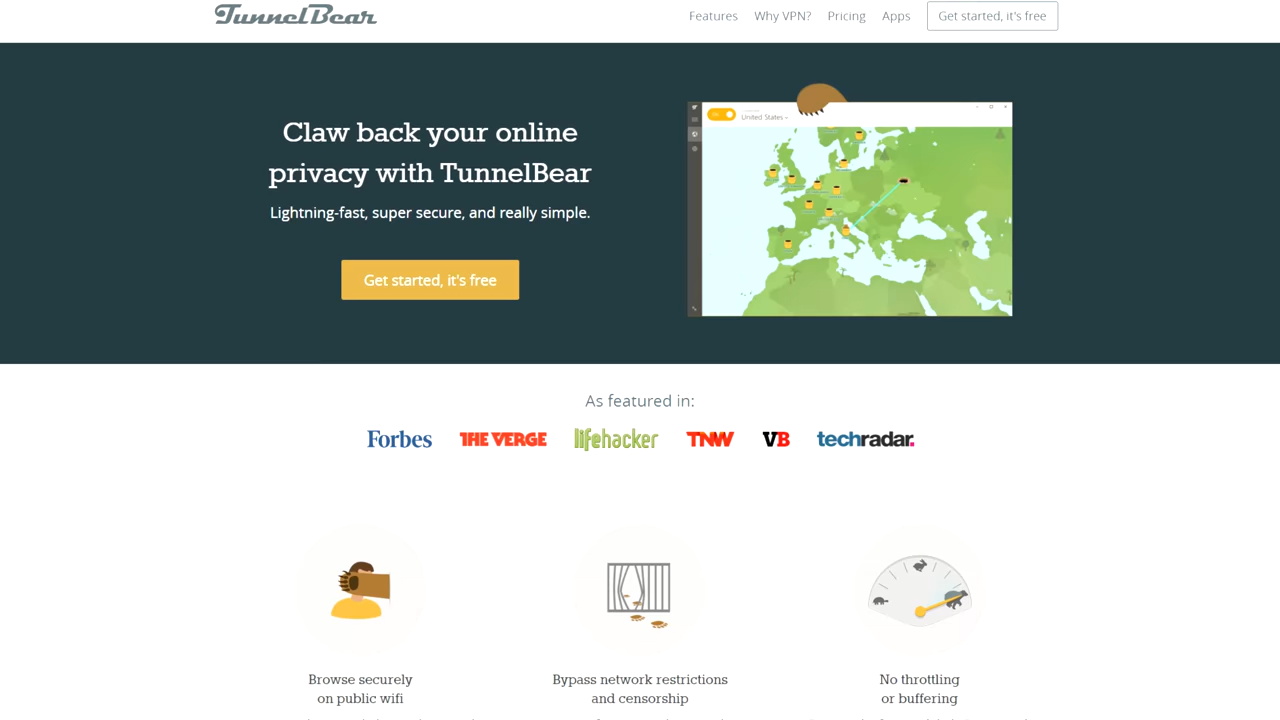 TunnelBear
Features
Why VPN?
Pricing
Apps
Get started, it's free
Claw back your online
privacy with TunnelBear
Lightning-fast, super secure, and really simple.
Get started, it's free
United States
As featured in:
Forbes
THE VERGE
lifehacker
TNW
VB
techradar.
Browse securely
on public wifi
Bypass network restrictions
and censorship
No throttling
or buffering